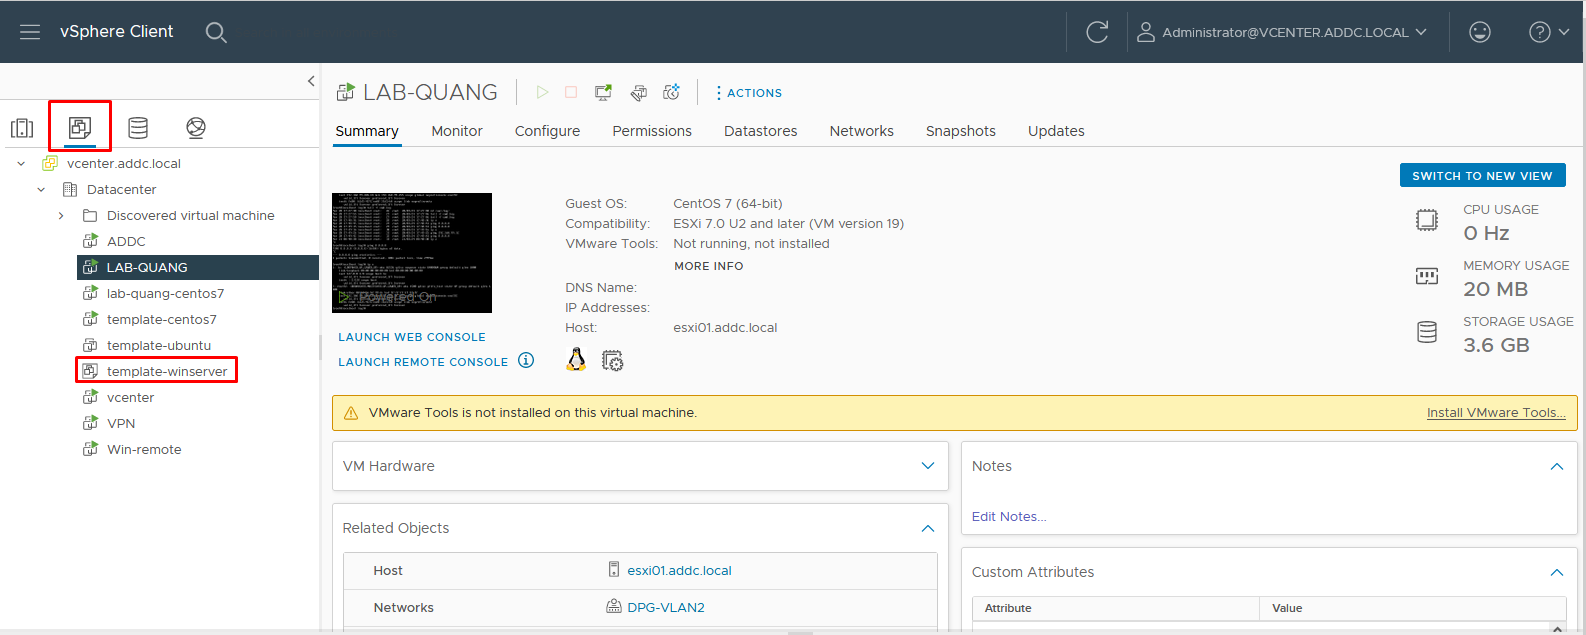 vSphere Client
Administrator@VCENTER.ADDC.LOCAL
LAB-QUANG
ACTIONS
Summary Monitor Configure Permissions Datastores Networks Snapshots Updates
vcenter.addc.local
Datacenter
Discovered virtual machine
ADDC
LAB-QUANG
lab-quang-centos7
template-centos7
template-ubuntu
template-winserver
vcenter
VPN
Win-remote
SWITCH TO NEW VIEW
Powered On
LAUNCH WEB CONSOLE
LAUNCH REMOTE CONSOLE
Guest OS: CentOS 7 (64-bit)
Compatibility: ESXi 7.0 U2 and later (VM version 19)
VMware Tools: Not running, not installed
MORE INFO
DNS Name:
IP Addresses:
Host: esxi01.addc.local
CPU USAGE
0 Hz
MEMORY USAGE
20 MB
STORAGE USAGE
3.6 GB
VMware Tools is not installed on this virtual machine. Install VMware Tools...
VM Hardware
Related Objects
Host esxi01.addc.local
Networks DPG-VLAN2
Notes
Edit Notes...
Custom Attributes
Attribute Value